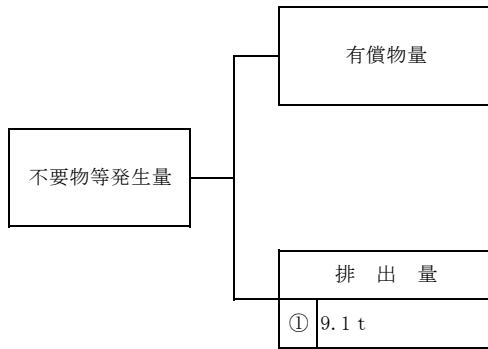 有償物量
不要物等発生量
排 出 量
① 9.1 t